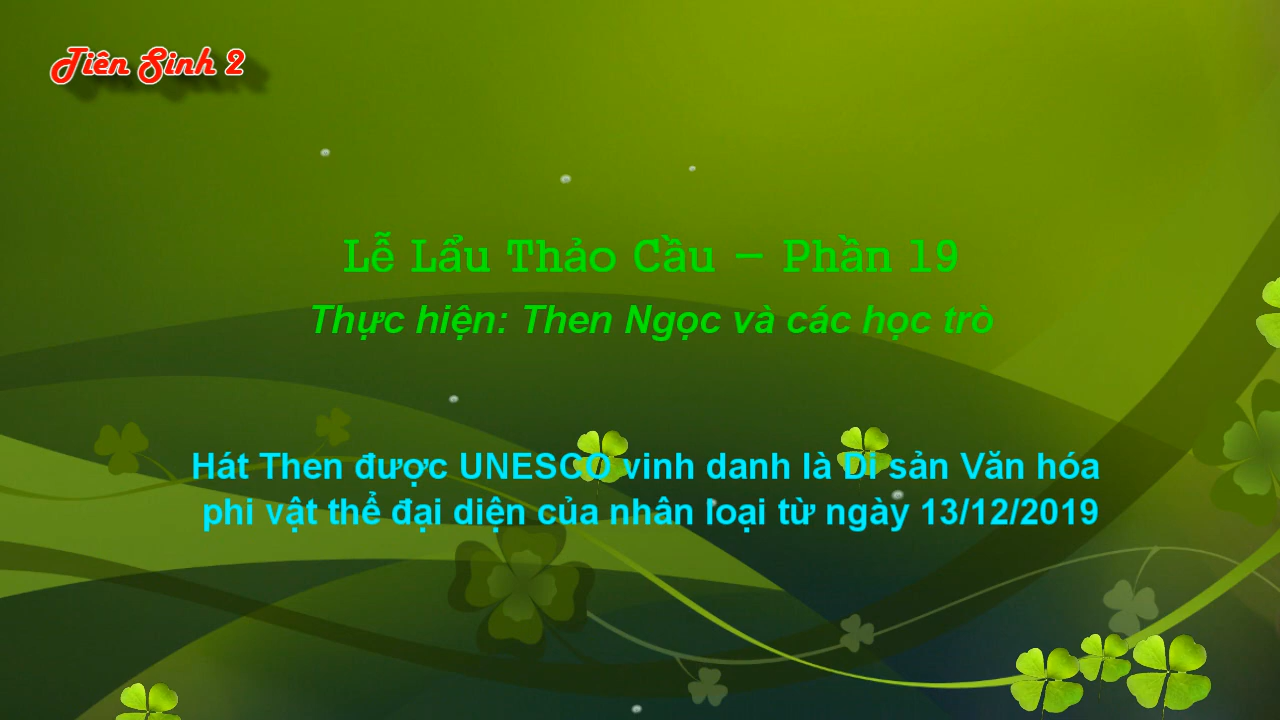 Tiên Sinh 2
Lễ Lẩu Thảo Cầu - Phần 19
Thực hiện: Then Ngọc và các học trò
Hát Then được UNESCO vinh danh là Di sản Văn hóa
phi vật thể đại diện của nhân loại từ ngày 13/12/2019